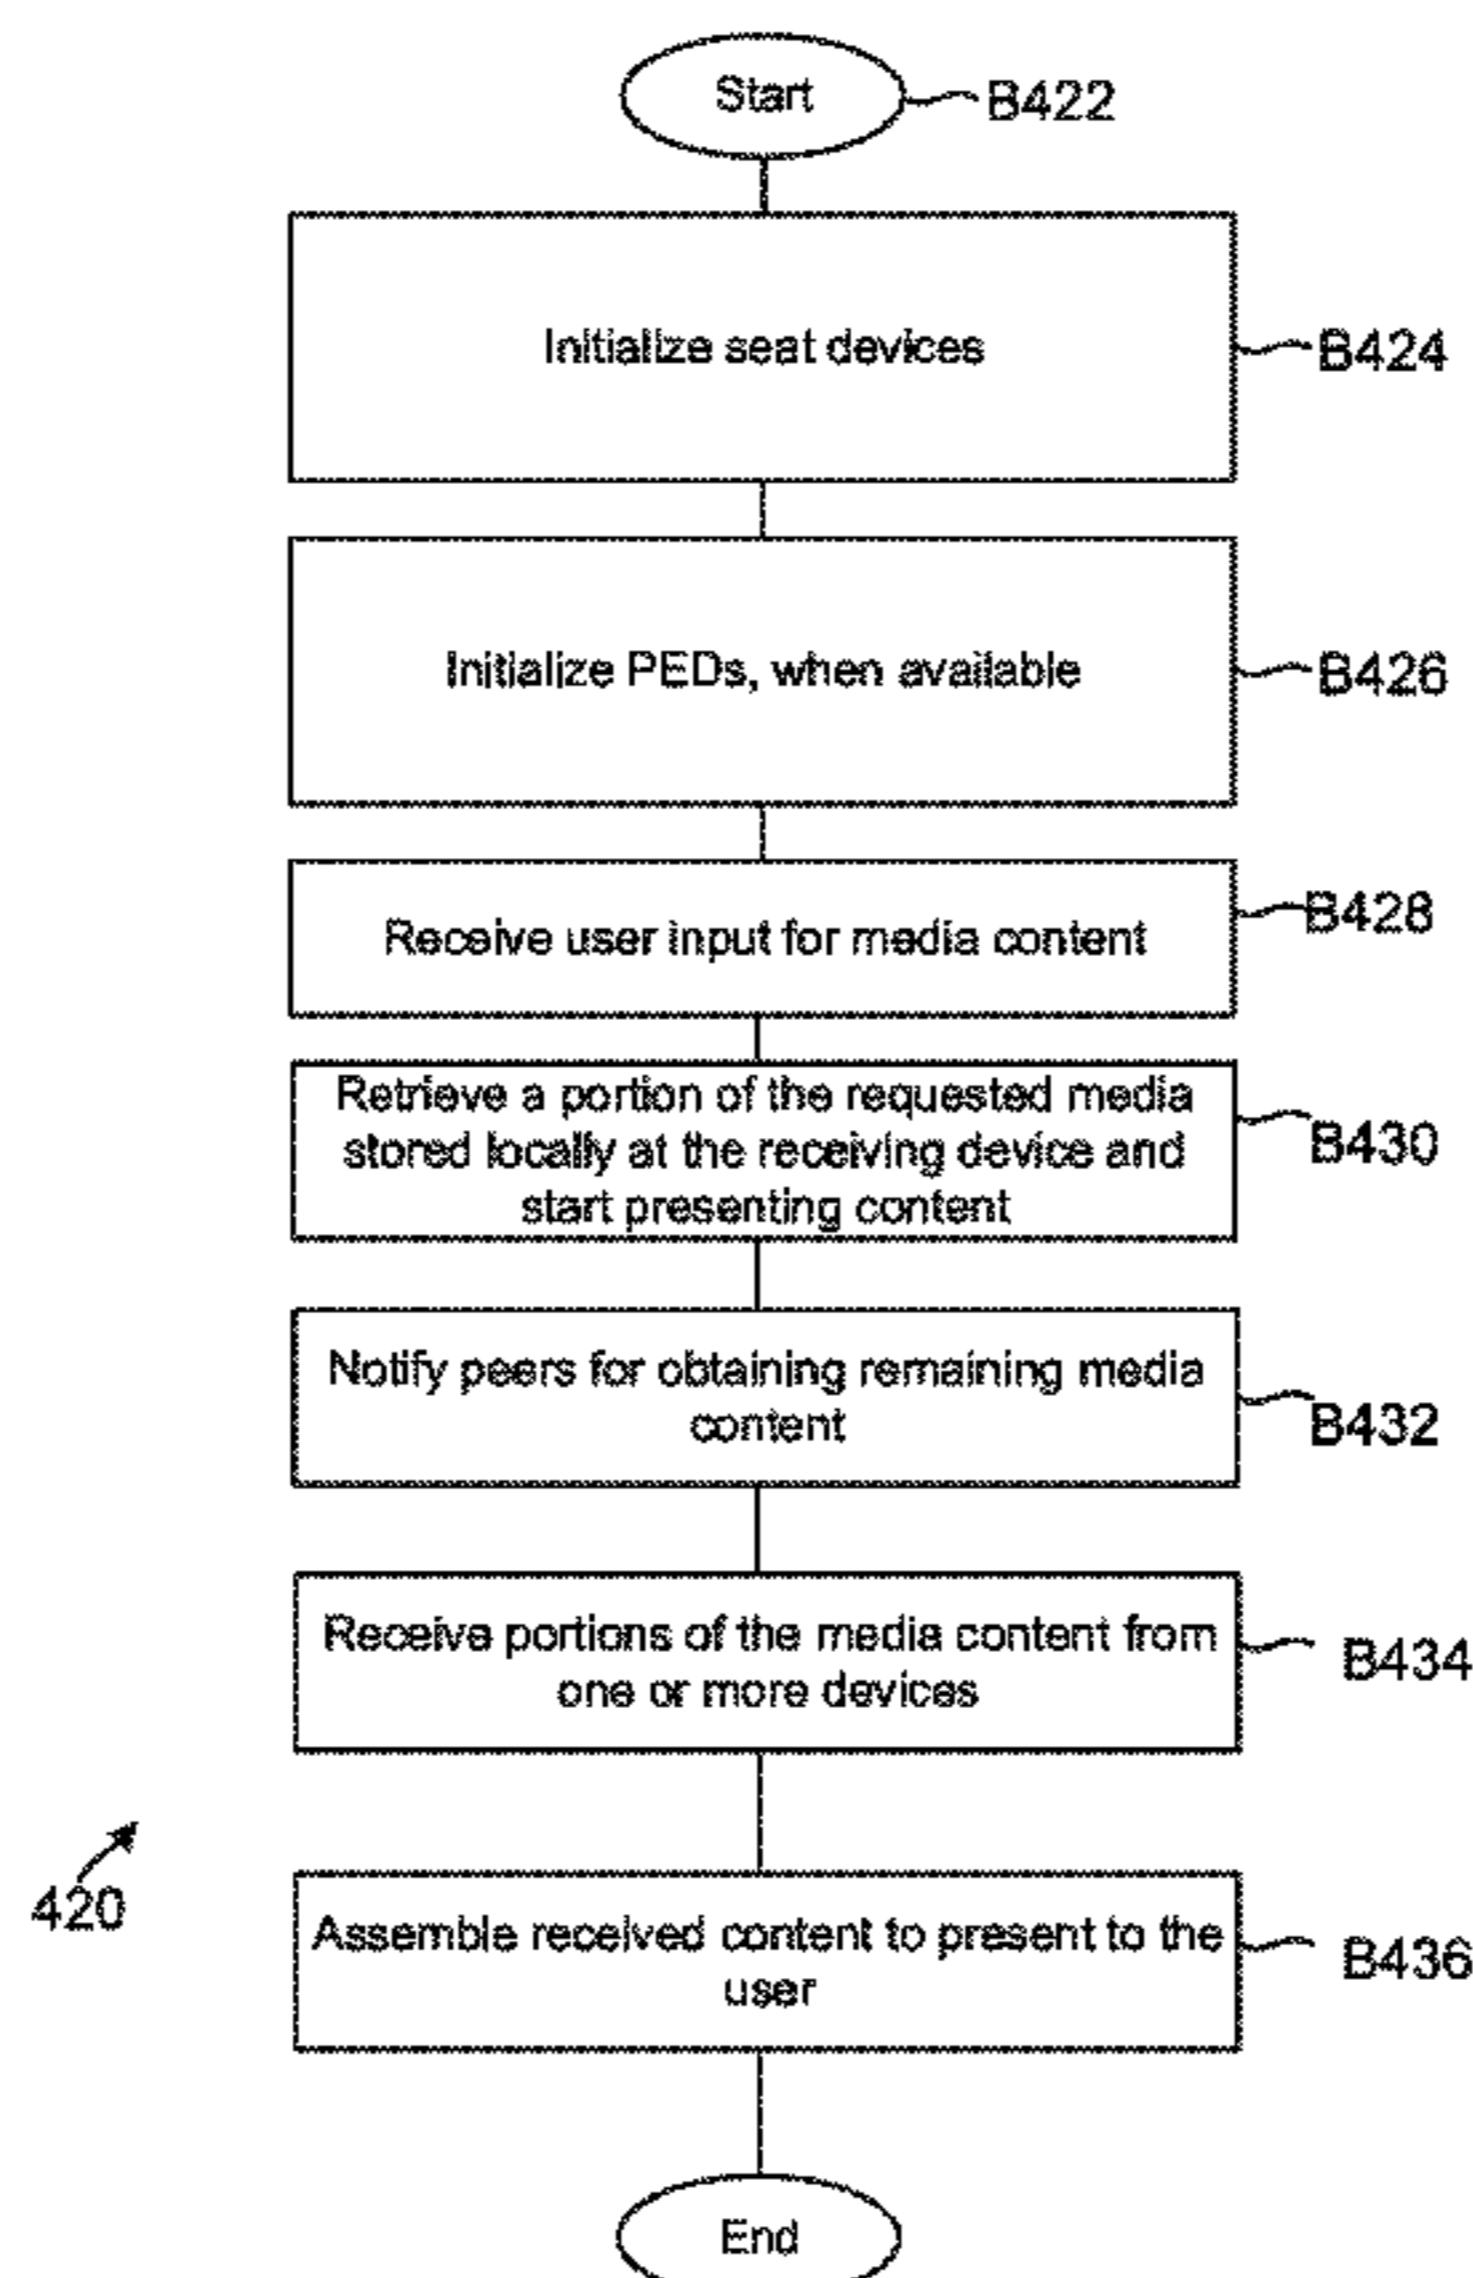 Start
B422
Initialize seat devices
B424
Initialize PEDs, when available
B426
Receive user input for media content
B428
Retrieve a portion of the requested media
stored locally at the receiving device and
start presenting content
B430
Notify peers for obtaining remaining media
content
B432
Receive portions of the media content from
one or more devices
B434
420
Assemble received content to present to the
user
B436
End